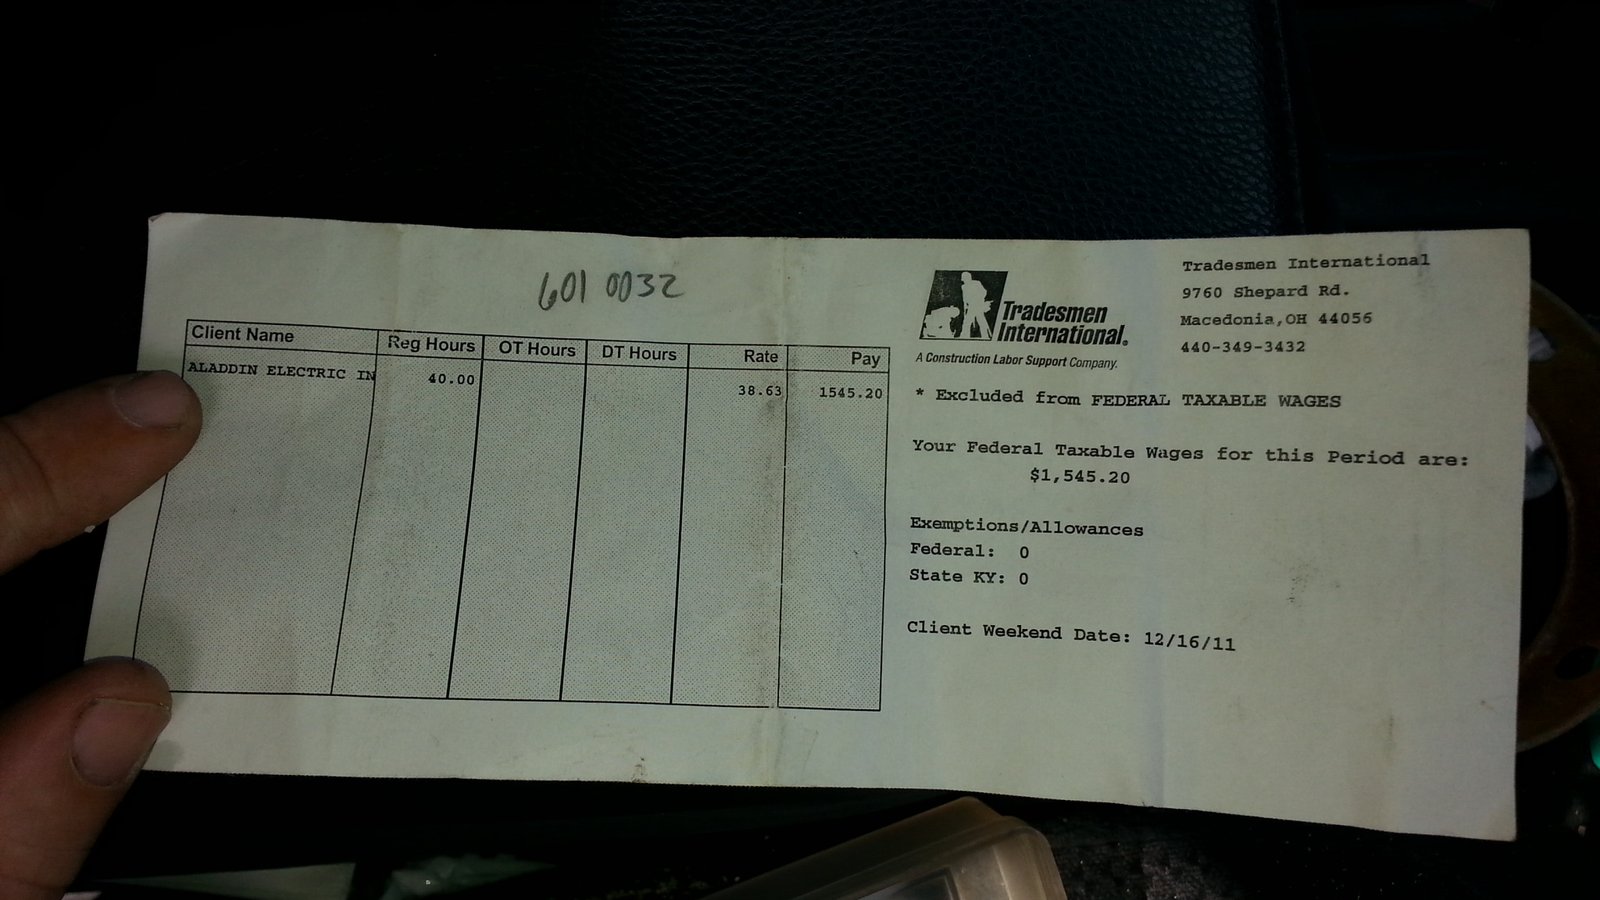 601 0032
Client Name Reg Hours OT Hours DT Hours Rate Pay
ALADDIN ELECTRIC IN 40.00 38.63 1545.20
Tradesmen International®
A Construction Labor Support Company.
Tradesmen International
9760 Shepard Rd.
Macedonia,OH 44056
440-349-3432
* Excluded from FEDERAL TAXABLE WAGES
Your Federal Taxable Wages for this Period are:
$1,545.20
Exemptions/Allowances
Federal: 0
State KY: 0
Client Weekend Date: 12/16/11